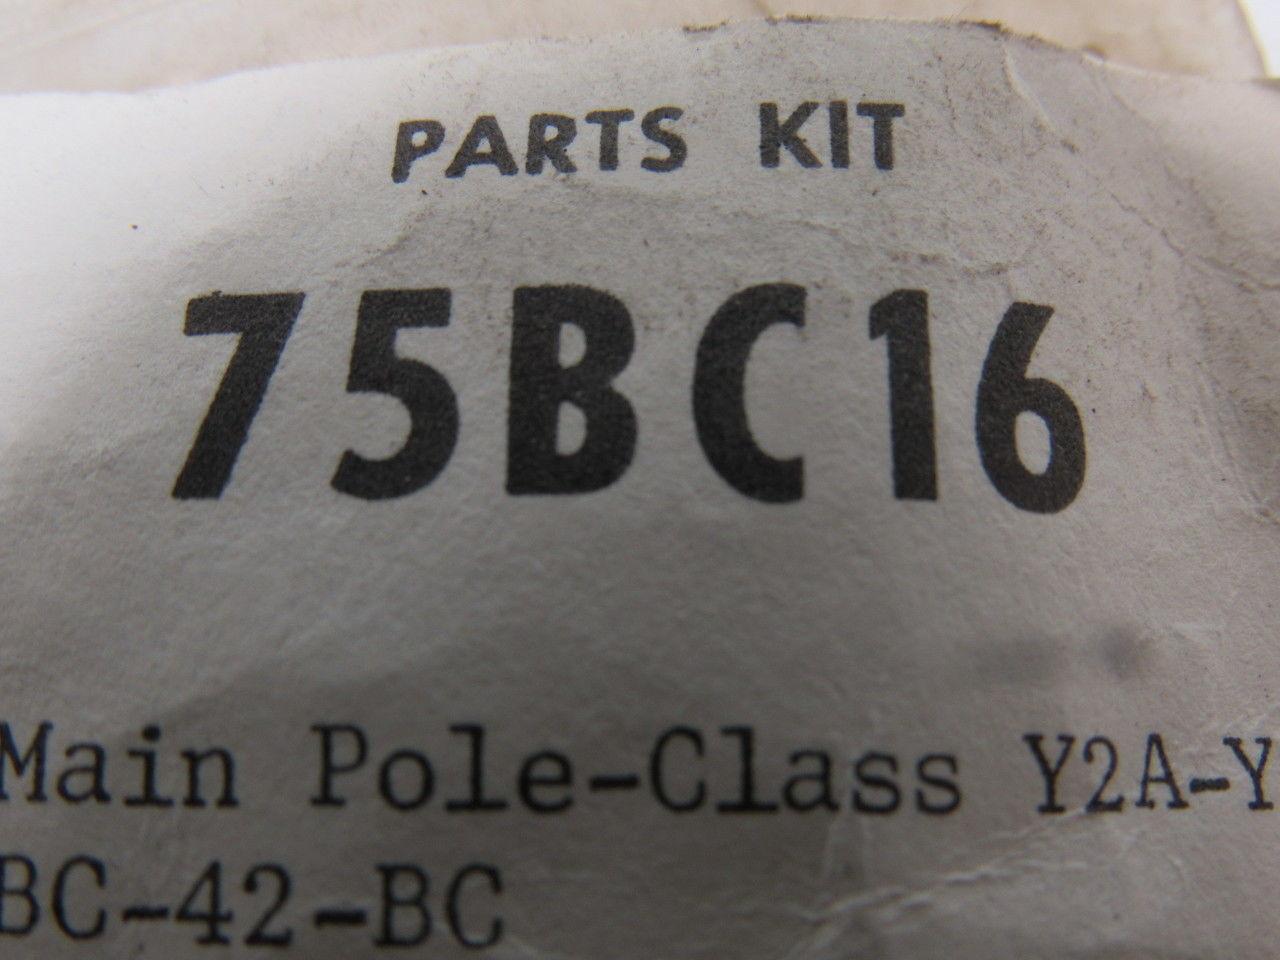 PARTS KIT
75BC16
Main Pole-Class Y2A-Y
BC-42-BC